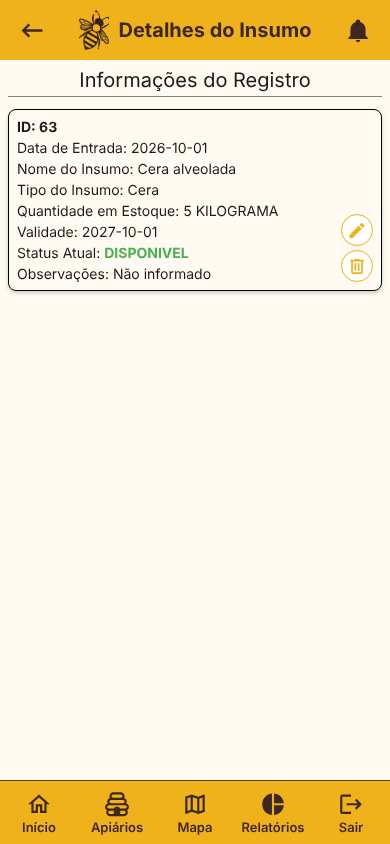 Detalhes do Insumo
Informações do Registro
ID: 63
Data de Entrada: 2026-10-01
Nome do Insumo: Cera alveolada
Tipo do Insumo: Cera
Quantidade em Estoque: 5 KILOGRAMA
Validade: 2027-10-01
Status Atual: DISPONIVEL
Observações: Não informado
Início
Apiários
Mapa
Relatórios
Sair